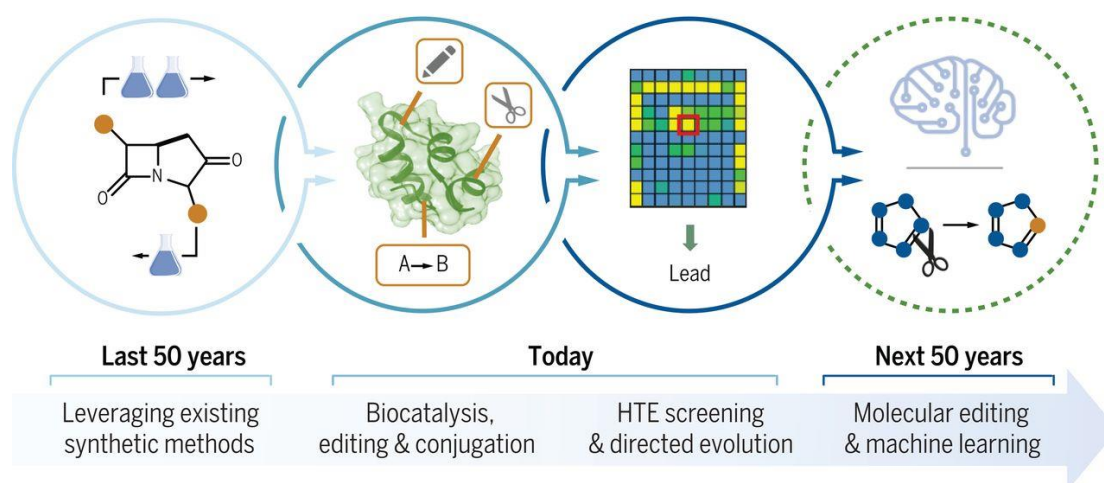 N
O
O
A→B
Lead
Last 50 years
Today
Next 50 years
Leveraging existing
synthetic methods
Biocatalysis,
editing & conjugation
HTE screening
& directed evolution
Molecular editing
& machine learning